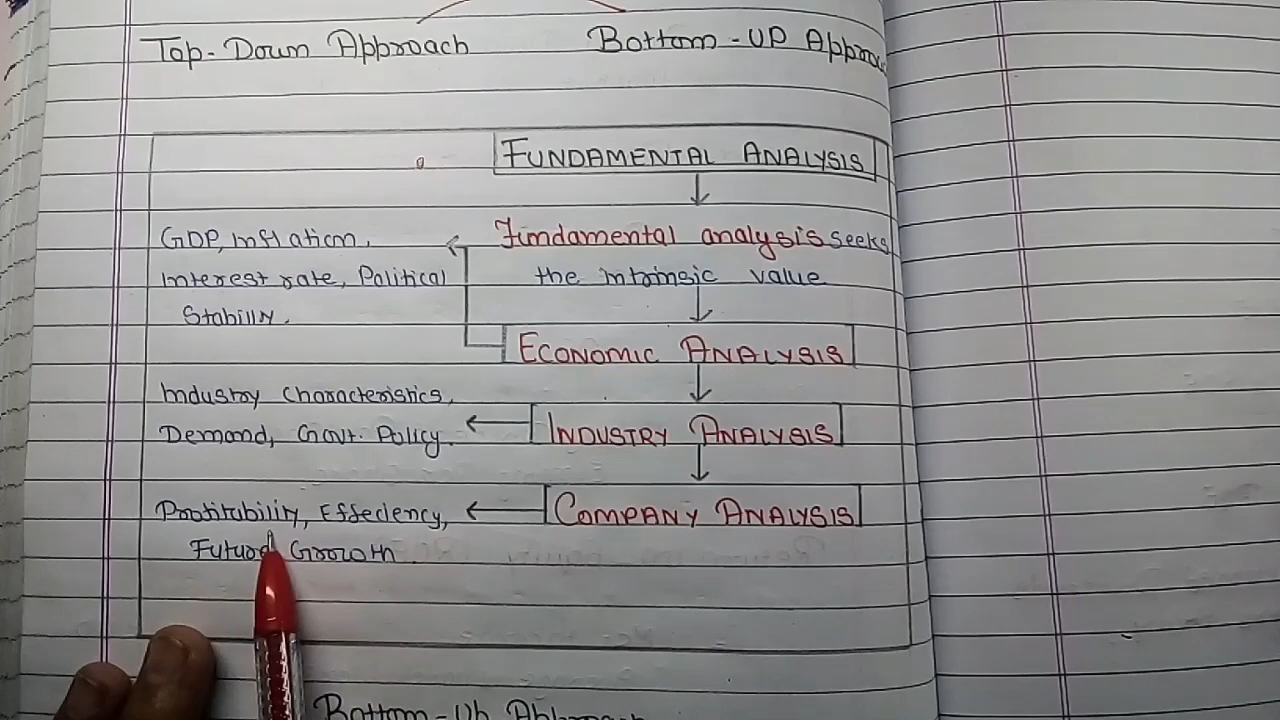 Top-Down Approach Bottom-UP Approa
FUNDAMENTAL ANALYSIS
GDP, Inflation, Fundamental analysis seeks
Interest rate, Political the intrinsic value
Stability.
ECONOMIC ANALYSIS
Industry Characteristics,
Demand, Govt. Policy. INDUSTRY ANALYSIS
Profitability, Effeciency, COMPANY ANALYSIS
Future Growth
Bottom-Up Approach